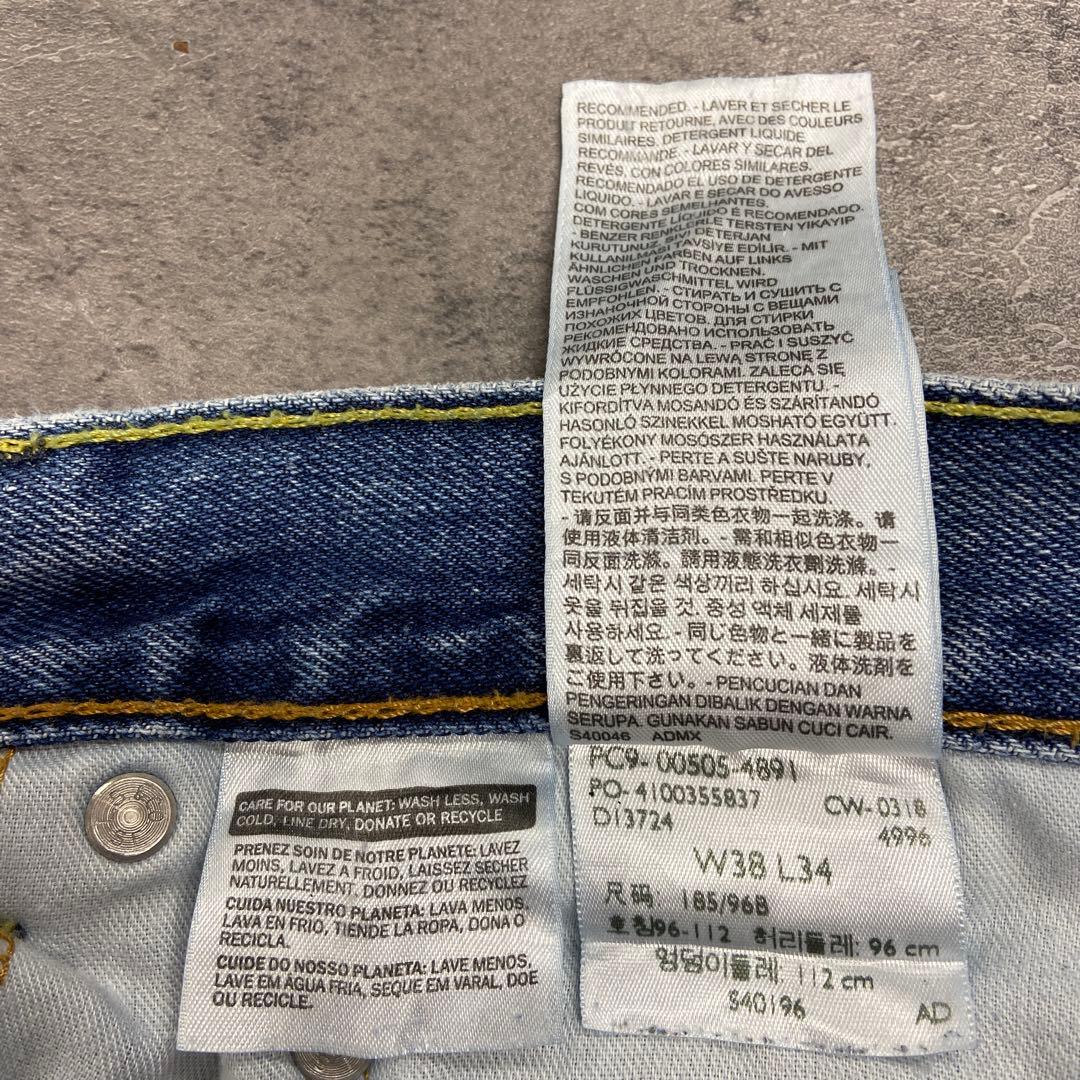 RECOMMENDED. - LAVER ET SECHER LE
PRODUIT RETOURNE, AVEC DES COULEURS
SIMILAIRES. DETERGENT LIQUIDE
RECOMMANDE. - LAVAR Y SECAR DEL
REVÉS, CON COLORES SIMILARES.
RECOMENDADO EL USO DE DETERGENTE
LIQUIDO. - LAVAR E SECAR DO AVESSO
COM CORES SEMELHANTES.
DETERGENTE LÍQUIDO É RECOMENDADO.
- BENZER RENKLERLE TERSTEN YIKAYIP
KURUTUNUZ. SIVI DETERJAN
KULLANILMASI TAVSİYE EDİLİR. - MIT
ÄHNLICHEN FARBEN AUF LINKS
WASCHEN UND TROCKNEN.
FLÜSSIGWASCHMITTEL WIRD
EMPFOHLEN. - СТИРАТЬ И СУШИТЬ С
ИЗНАНОЧНОЙ СТОРОНЫ С ВЕЩАМИ
ПОХОЖИХ ЦВЕТОВ. ДЛЯ СТИРКИ
РЕКОМЕНДОВАНО ИСПОЛЬЗОВАТЬ
ЖИДКИЕ СРЕДСТВА. - PRAĆ I SUSZYĆ
WYWRÓCONE NA LEWĄ STRONĘ Z
PODOBNYMI KOLORAMI. ZALECA SIĘ
UŻYCIE PŁYNNEGO DETERGENTU. -
KIFORDÍTVA MOSANDÓ ÉS SZÁRÍTANDÓ
HASONLÓ SZINEKKEL MOSHATÓ EGYÜTT.
FOLYÉKONY MOSÓSZER HASZNÁLATA
AJÁNLOTT. - PERTE A SUŠTE NARUBY,
S PODOBNÝMI BARVAMI. PERTE V
TEKUTÉM PRACÍM PROSTŘEDKU.
- 请反面并与同类色衣物一起洗涤。请
使用液体清洁剂。- 需和相似色衣物一
同反面洗滌。請用液態洗衣劑洗滌。-
세탁시 같은 색상끼리 하십시요. 세탁시
옷을 뒤집을 것. 중성 액체 세제를
사용하세요. - 同じ色物と一緒に製品を
裏返して洗ってください。液体洗剤を
ご使用下さい。- PENCUCIAN DAN
PENGERINGAN DIBALIK DENGAN WARNA
SERUPA. GUNAKAN SABUN CUCI CAIR.
S40046 ADMX
PC9-00505-4891
PO-4100355837 CW-0318
D13724 4996
W38 L34
尺码: 185/96B
호칭96-112 허리둘레: 96 cm
엉덩이둘레: 112 cm
S40196 AD
CARE FOR OUR PLANET: WASH LESS, WASH
COLD, LINE DRY, DONATE OR RECYCLE
PRENEZ SOIN DE NOTRE PLANETE: LAVEZ
MOINS, LAVEZ A FROID, LAISSEZ SECHER
NATURELLEMENT, DONNEZ OU RECYCLEZ
CUIDA NUESTRO PLANETA: LAVA MENOS,
LAVA EN FRIO, TIENDE LA ROPA, DONA O
RECICLA.
CUIDE DO NOSSO PLANETA: LAVE MENOS,
LAVE EM AGUA FRIA, SEQUE EM VARAL, DOE
OU RECICLE.